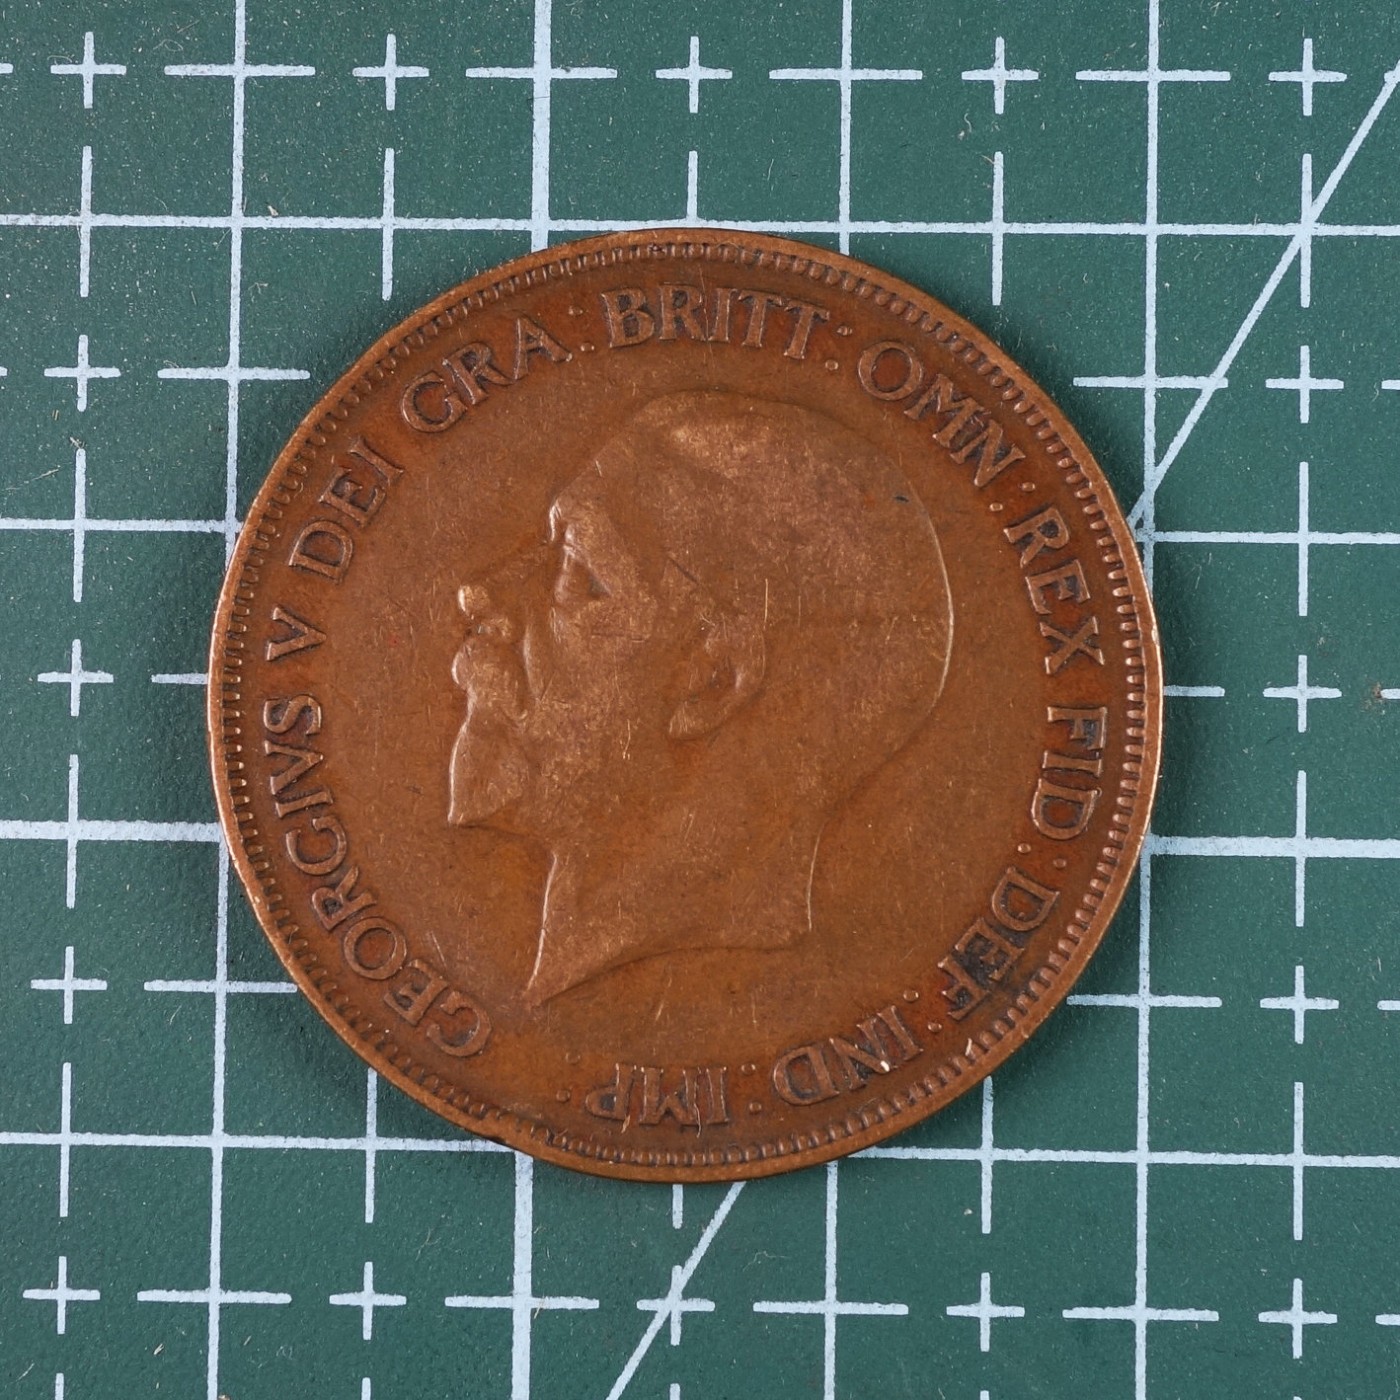 GEORGIVS V DEI GRA: BRITT: OMN: REX FID: DEF: IND: IMP: